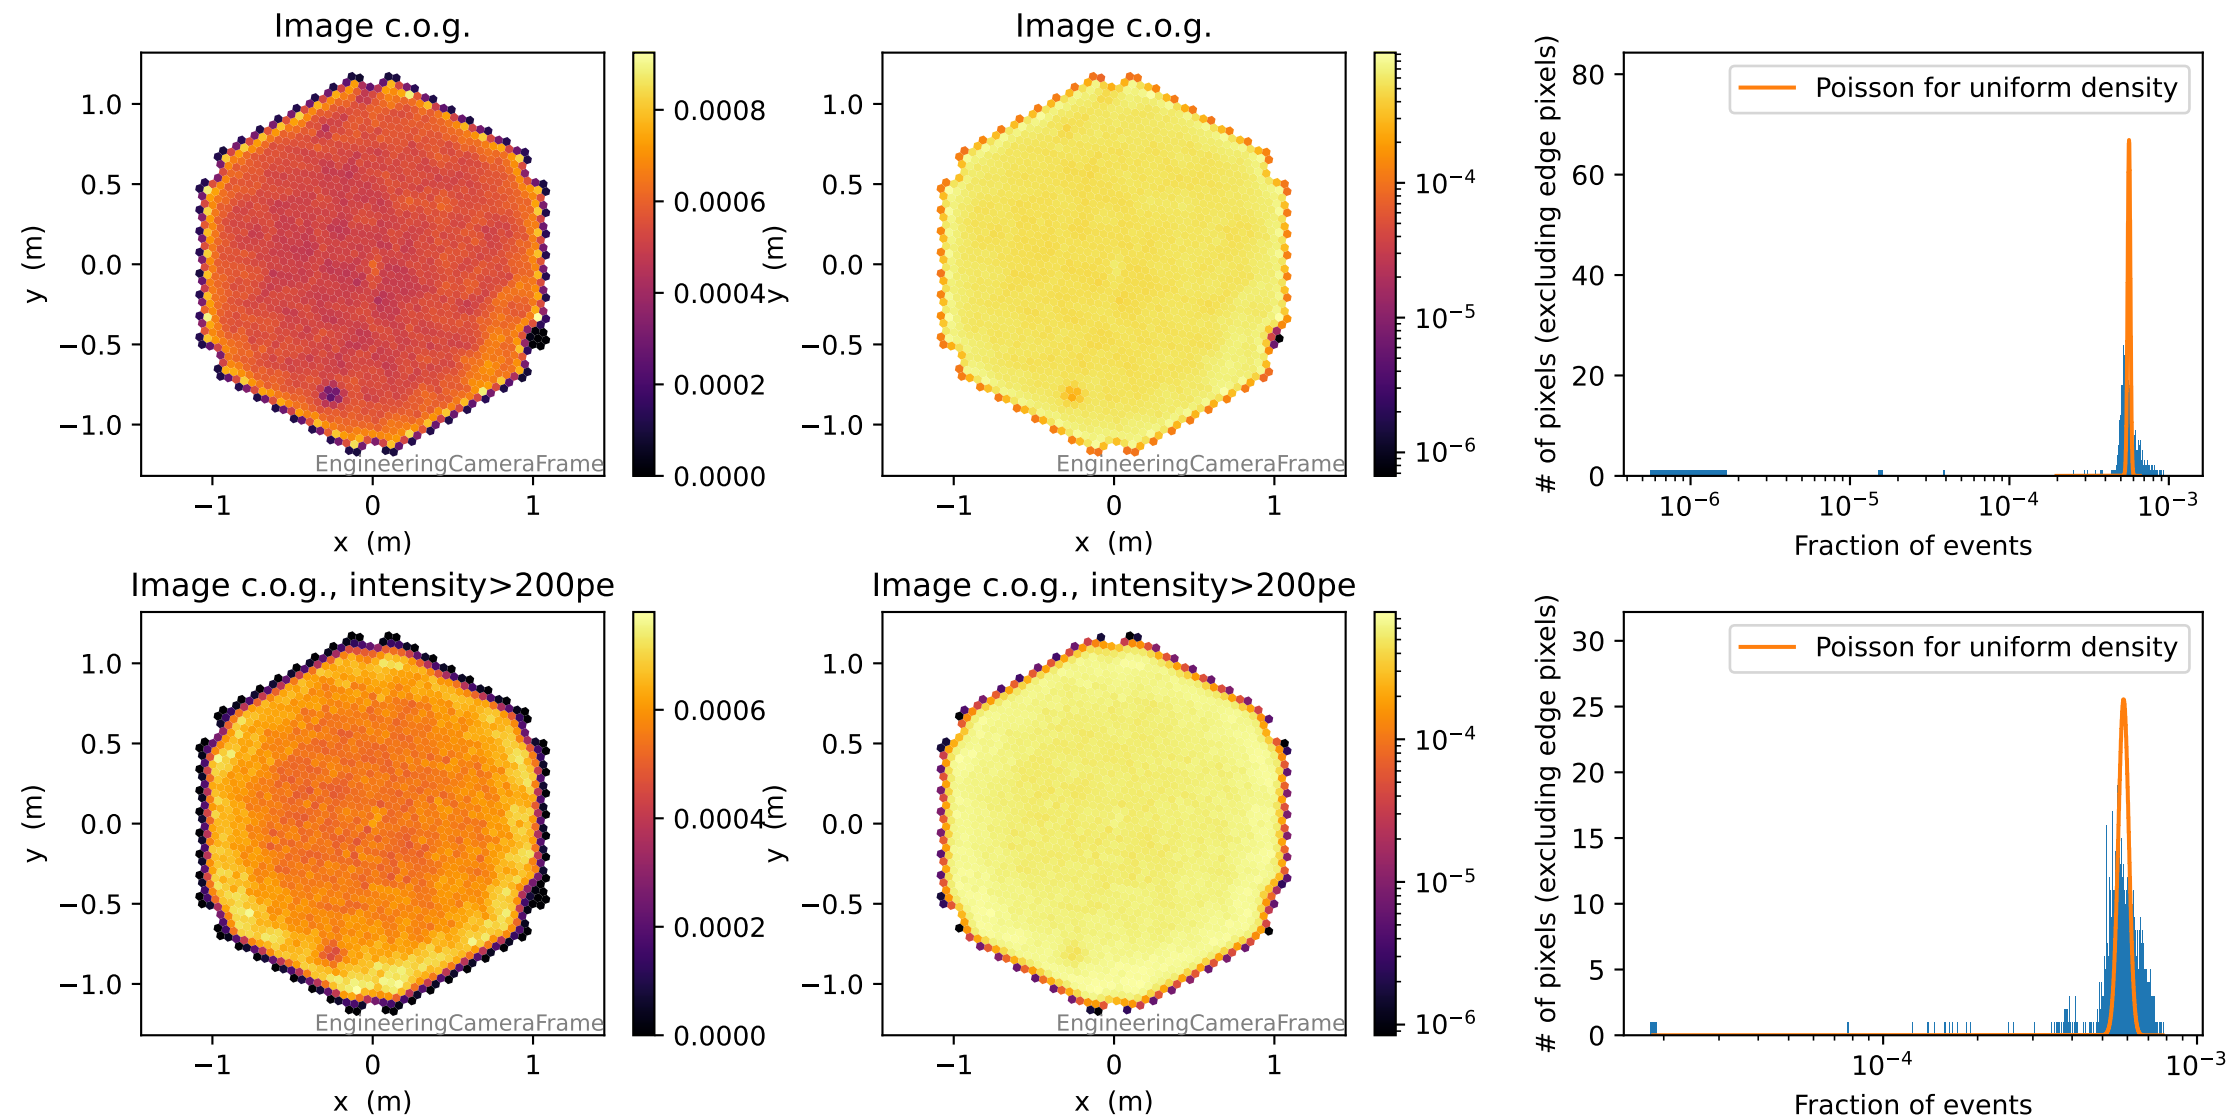 Image c.o.g.
1.0
0.5
0.0
−0.5
−1.0
y (m)
−1
0
1
x (m)
EngineeringCameraFrame
0.0008
0.0006
0.0004
0.0002
0.0000
Image c.o.g.
1.0
0.5
0.0
−0.5
−1.0
y (m)
−1
0
1
x (m)
EngineeringCameraFrame
10⁻⁴
10⁻⁵
10⁻⁶
# of pixels (excluding edge pixels)
80
60
40
20
0
Poisson for uniform density
10⁻⁶
10⁻⁵
10⁻⁴
10⁻³
Fraction of events
Image c.o.g., intensity>200pe
1.0
0.5
0.0
−0.5
−1.0
y (m)
−1
0
1
x (m)
EngineeringCameraFrame
0.0006
0.0004
0.0002
0.0000
Image c.o.g., intensity>200pe
1.0
0.5
0.0
−0.5
−1.0
y (m)
−1
0
1
x (m)
EngineeringCameraFrame
10⁻⁴
10⁻⁵
10⁻⁶
# of pixels (excluding edge pixels)
30
25
20
15
10
5
0
Poisson for uniform density
10⁻⁴
10⁻³
Fraction of events